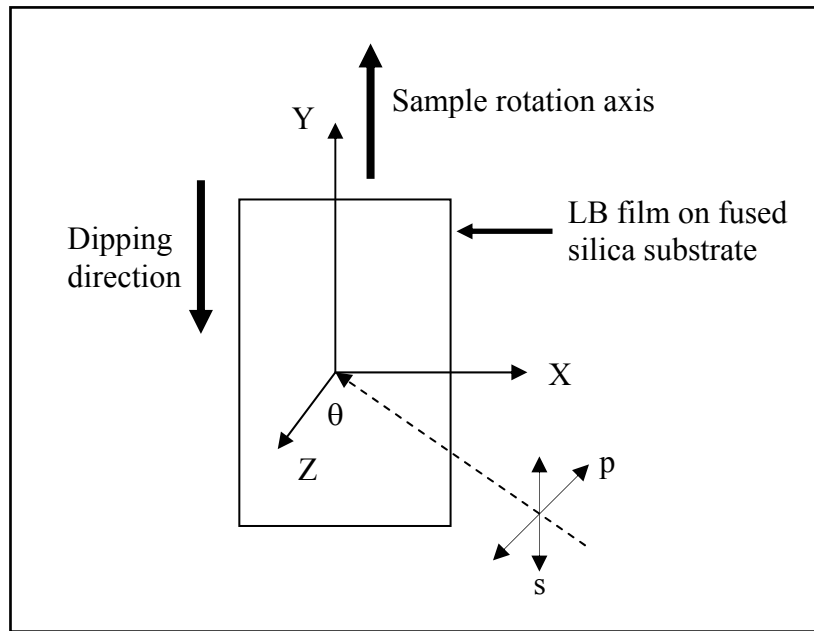 Sample rotation axis
Y
LB film on fused
silica substrate
Dipping
direction
X
θ
Z
p
s